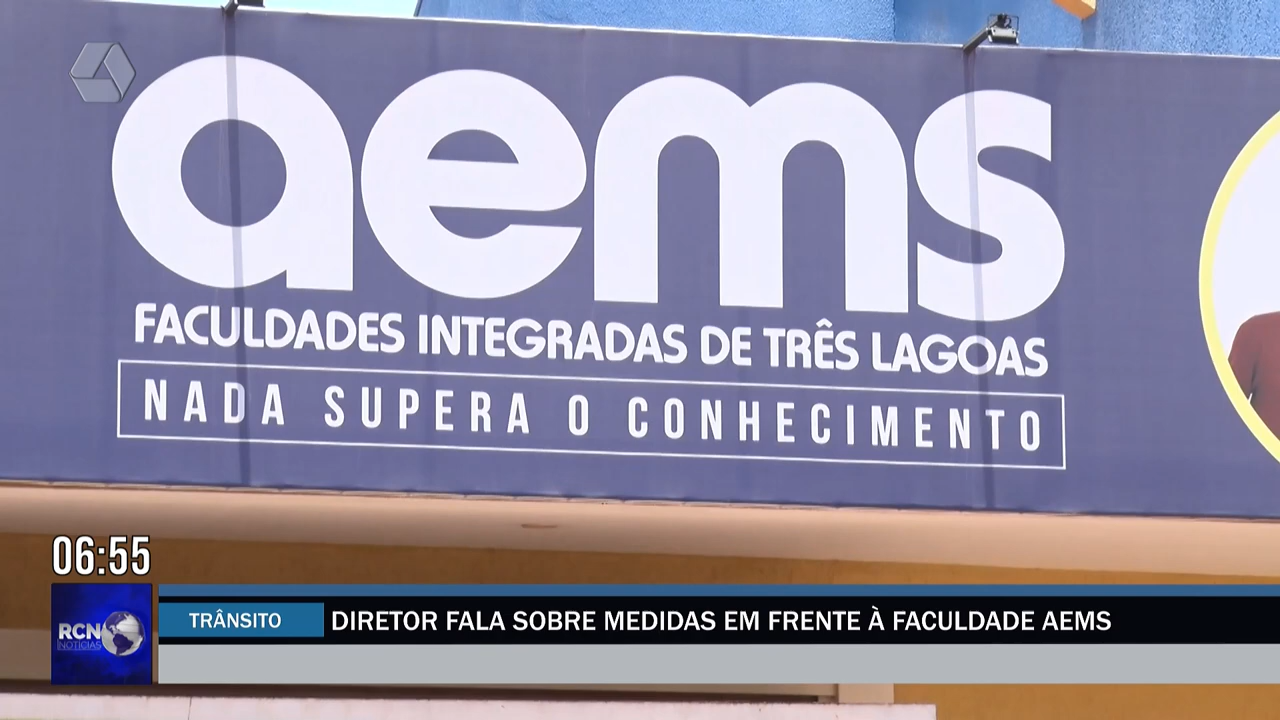 aems
FACULDADES INTEGRADAS DE TRÊS LAGOAS
NADA SUPERA O CONHECIMENTO
06:55
TRÂNSITO
DIRETOR FALA SOBRE MEDIDAS EM FRENTE À FACULDADE AEMS
RCN
NOTÍCIAS